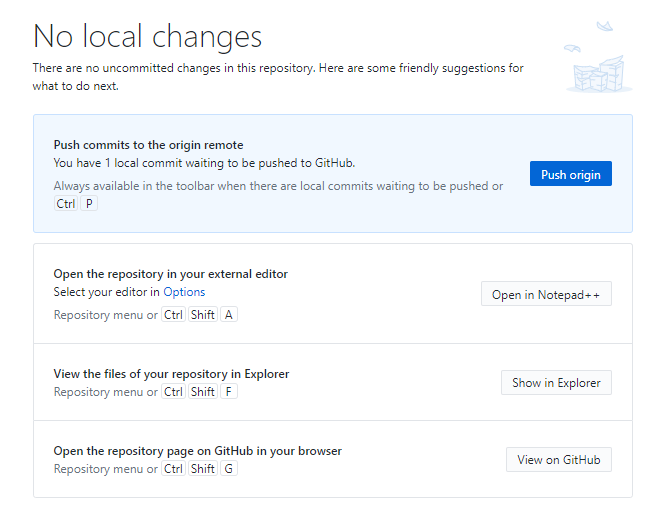 No local changes
There are no uncommitted changes in this repository. Here are some friendly suggestions for
what to do next.
Push commits to the origin remote
You have 1 local commit waiting to be pushed to GitHub.
Always available in the toolbar when there are local commits waiting to be pushed or
Ctrl P
Push origin
Open the repository in your external editor
Select your editor in Options
Repository menu or Ctrl Shift A
Open in Notepad++
View the files of your repository in Explorer
Repository menu or Ctrl Shift F
Show in Explorer
Open the repository page on GitHub in your browser
Repository menu or Ctrl Shift G
View on GitHub